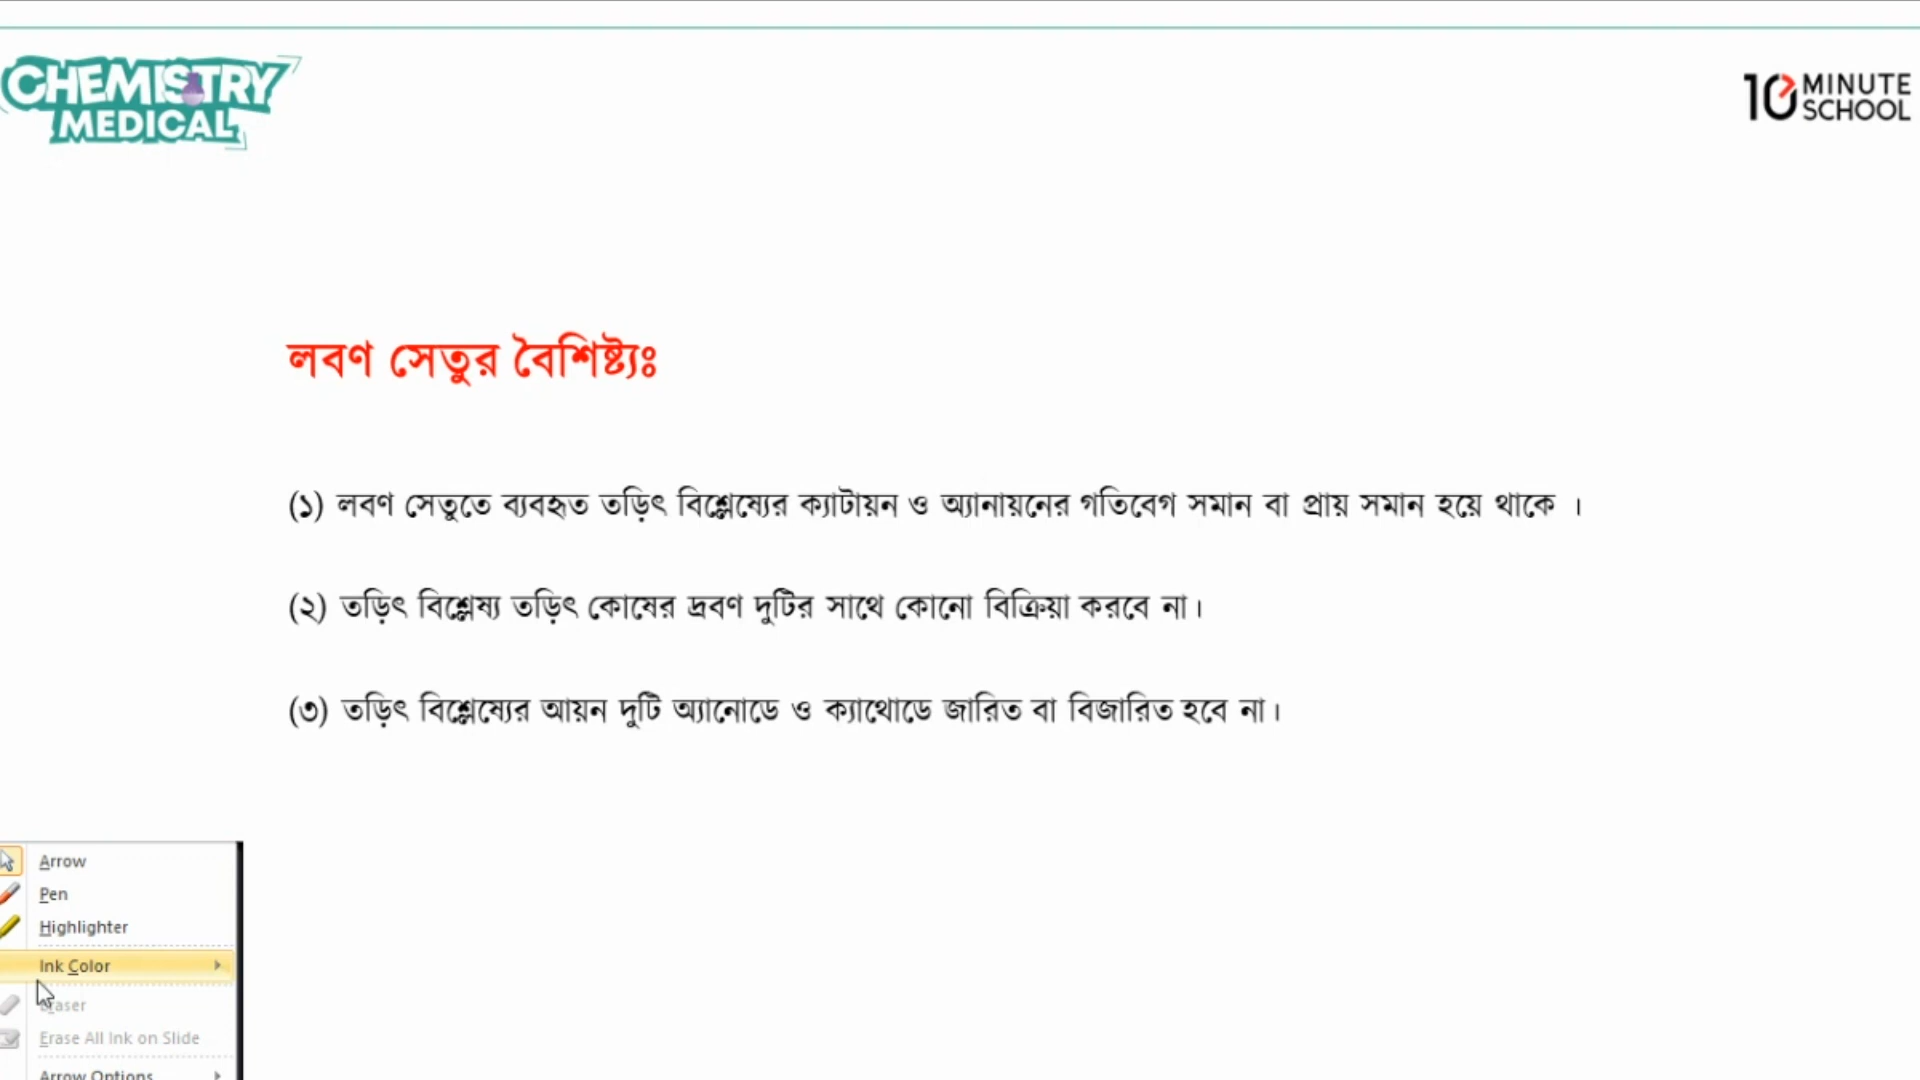 CHEMISTRY
MEDICAL
10 MINUTE
SCHOOL
লবণ সেতুর বৈশিষ্ট্যঃ
(১) লবণ সেতুতে ব্যবহৃত তড়িৎ বিশ্লেষ্যের ক্যাটায়ন ও অ্যানায়নের গতিবেগ সমান বা প্রায় সমান হয়ে থাকে ।
(২) তড়িৎ বিশ্লেষ্য তড়িৎ কোষের দ্রবণ দুটির সাথে কোনো বিক্রিয়া করবে না।
(৩) তড়িৎ বিশ্লেষ্যের আয়ন দুটি অ্যানোডে ও ক্যাথোডে জারিত বা বিজারিত হবে না।
Arrow
Pen
Highlighter
Ink Color
Eraser
Erase All Ink on Slide
Arrow Options